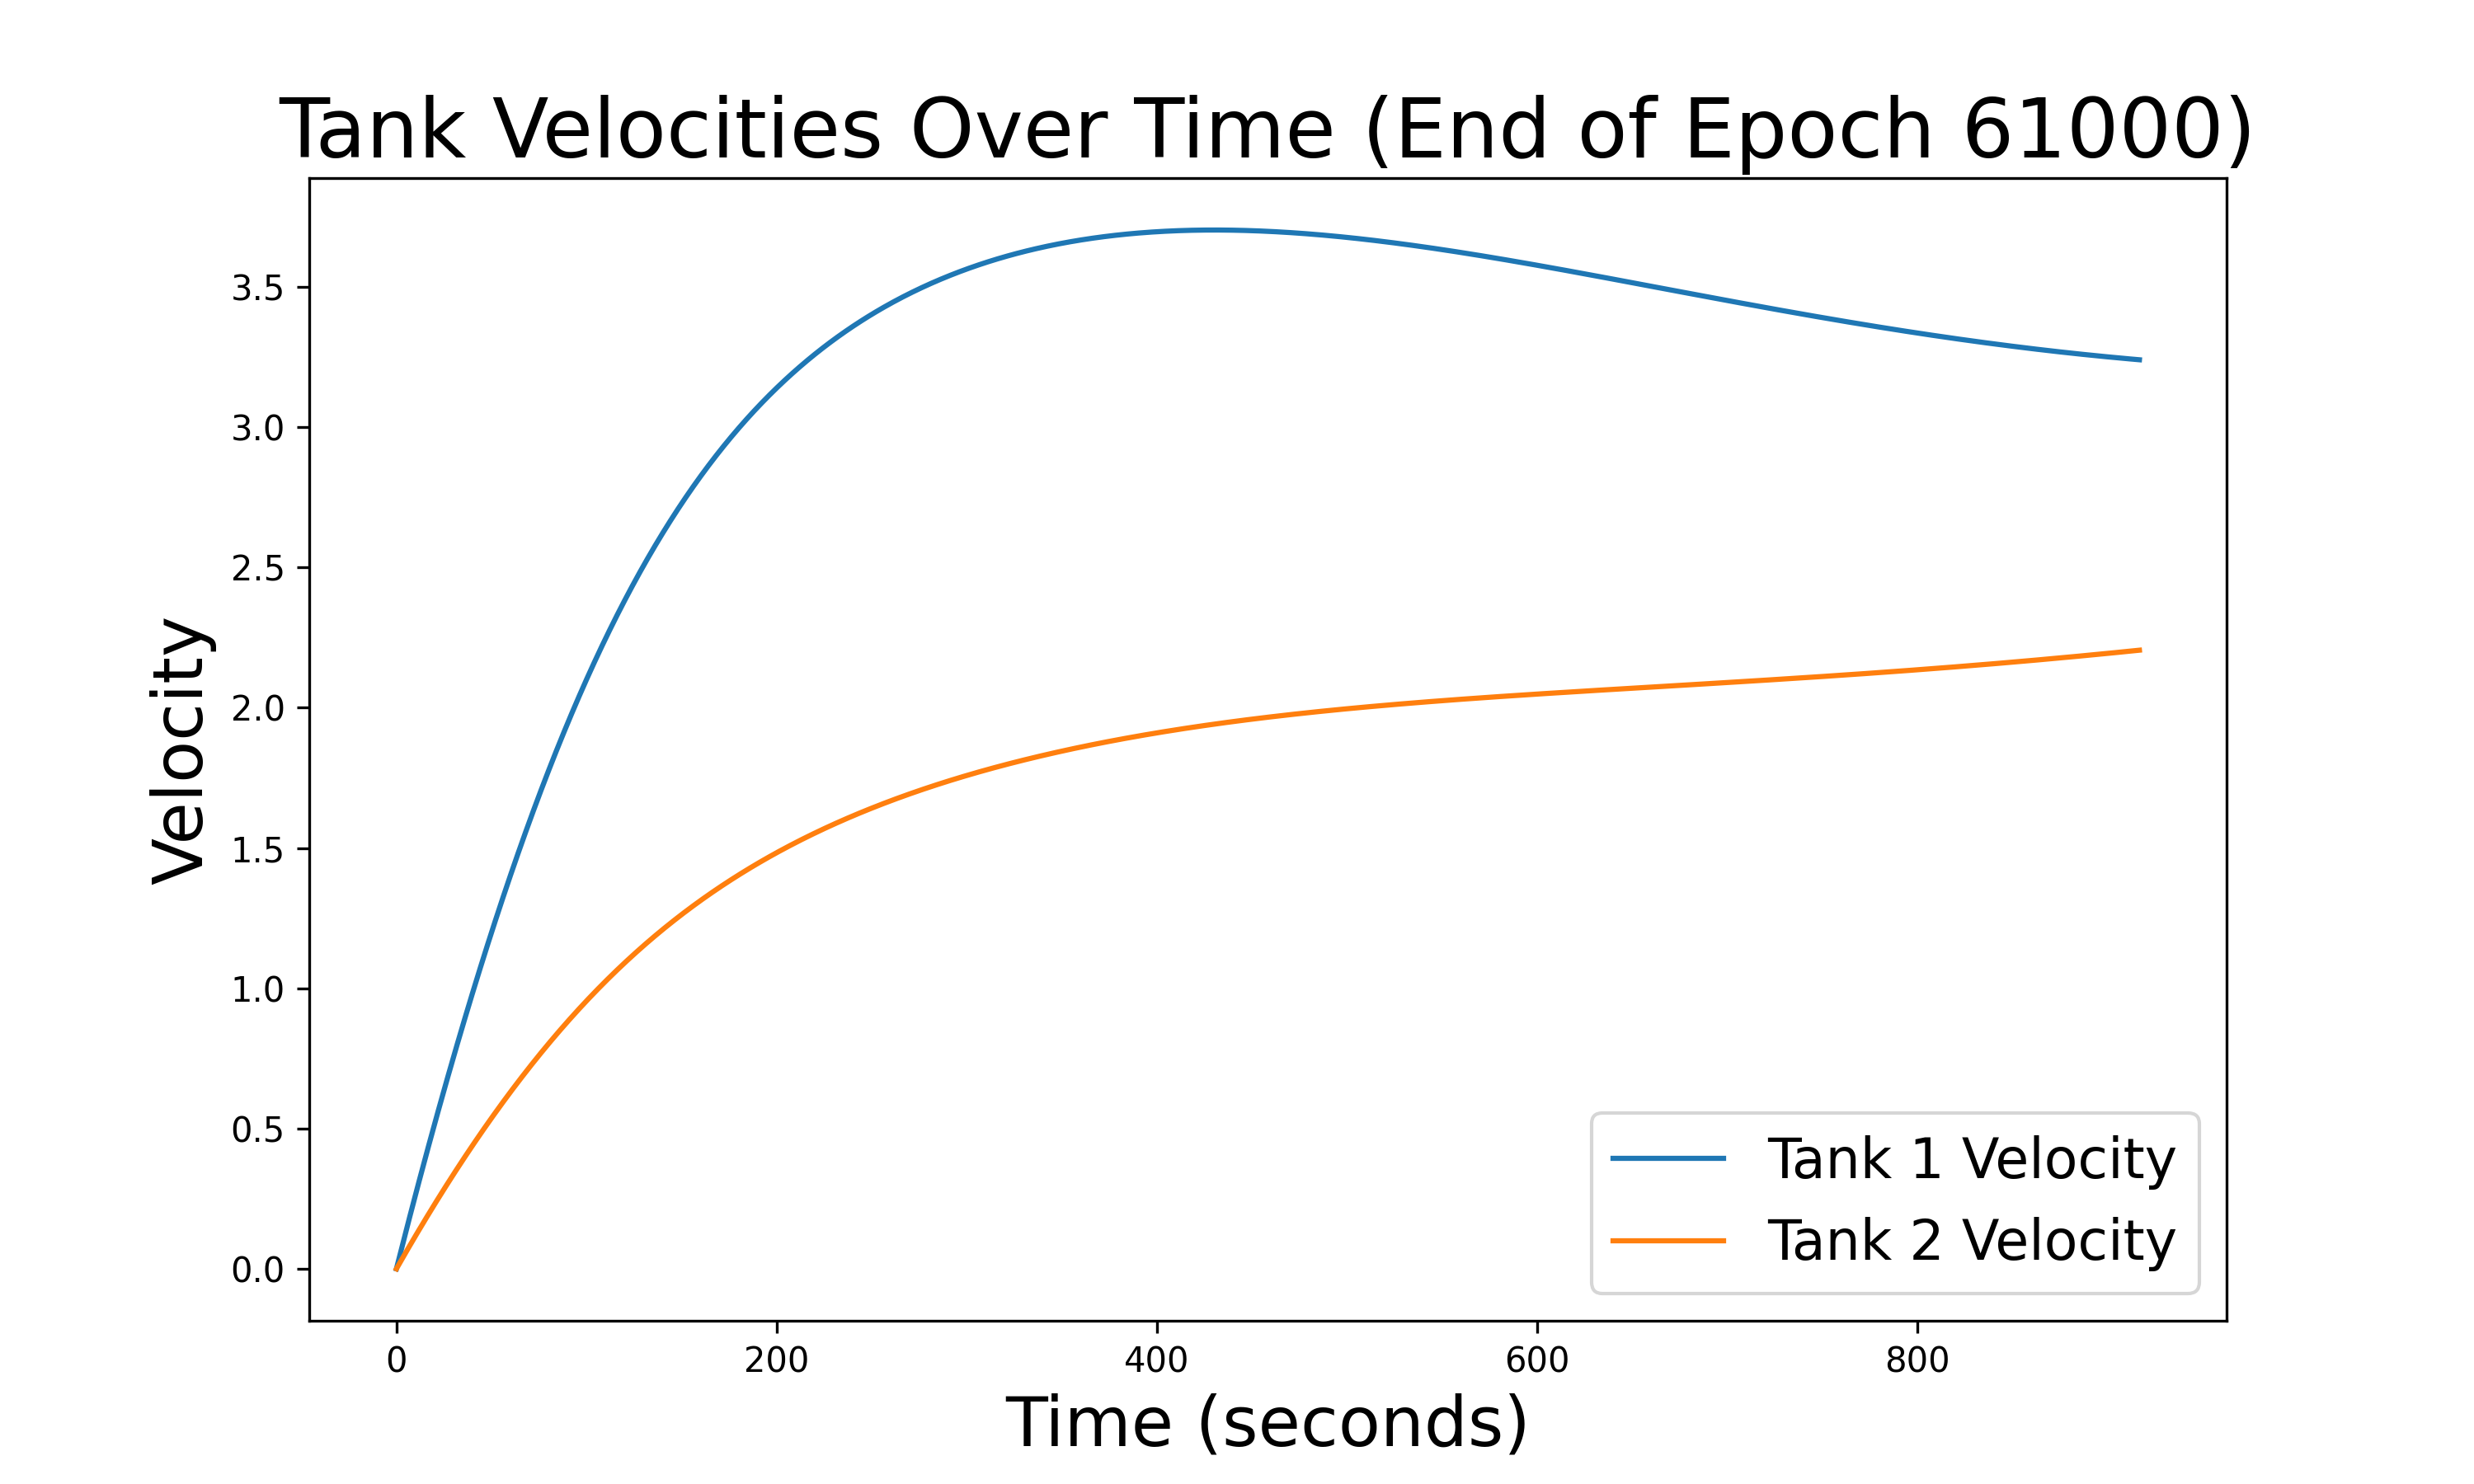 Tank Velocities Over Time (End of Epoch 61000)
Velocity
3.5
3.0
2.5
2.0
1.5
1.0
0.5
0.0
Tank 1 Velocity
Tank 2 Velocity
0 200 400 600 800
Time (seconds)